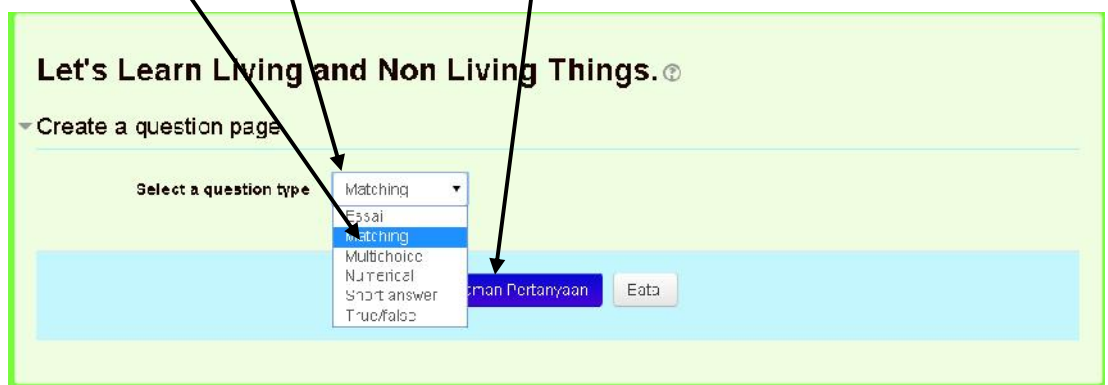 Let's Learn Living and Non Living Things.
Create a question page
Select a question type Matching
Essai
Matching
Multichoice
Numerical
Short answer
True/false
Pertanyaan